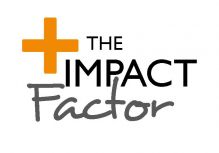 THE
IMPACT
Factor